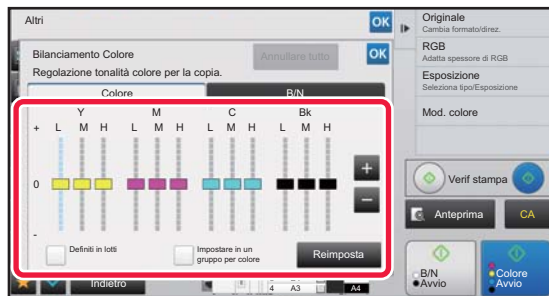 Altri
OK
Bilanciamento Colore
Annullare tutto
OK
Regolazione tonalità colore per la copia.
Colore
B/N
Y M C Bk
+ L M H L M H L M H L M H
+
0
−
-
Definiti in lotti
Impostare in un
gruppo per colore
Reimposta
Indietro
4 A3
A4
Originale
Cambia formato/direz.
RGB
Adatta spessore di RGB
Esposizione
Seleziona tipo/Esposizione
Mod. colore
Verif stampa
Anteprima
CA
B/N
Avvio
Colore
Avvio